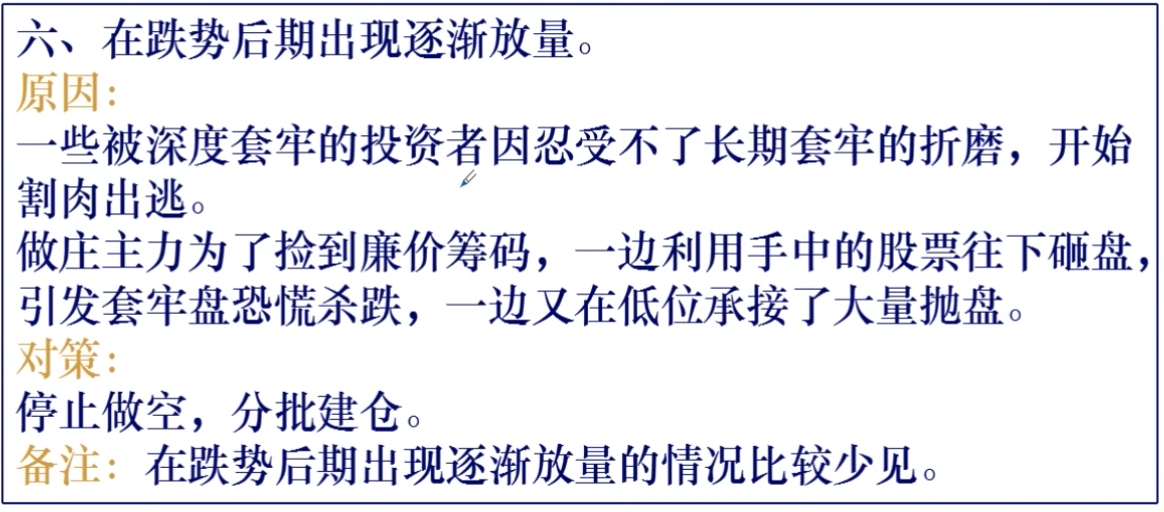 六、在跌势后期出现逐渐放量。
原因：
一些被深度套牢的投资者因忍受不了长期套牢的折磨，开始
割肉出逃。
做庄主力为了捡到廉价筹码，一边利用手中的股票往下砸盘，
引发套牢盘恐慌杀跌，一边又在低位承接了大量抛盘。
对策：
停止做空，分批建仓。
备注：在跌势后期出现逐渐放量的情况比较少见。